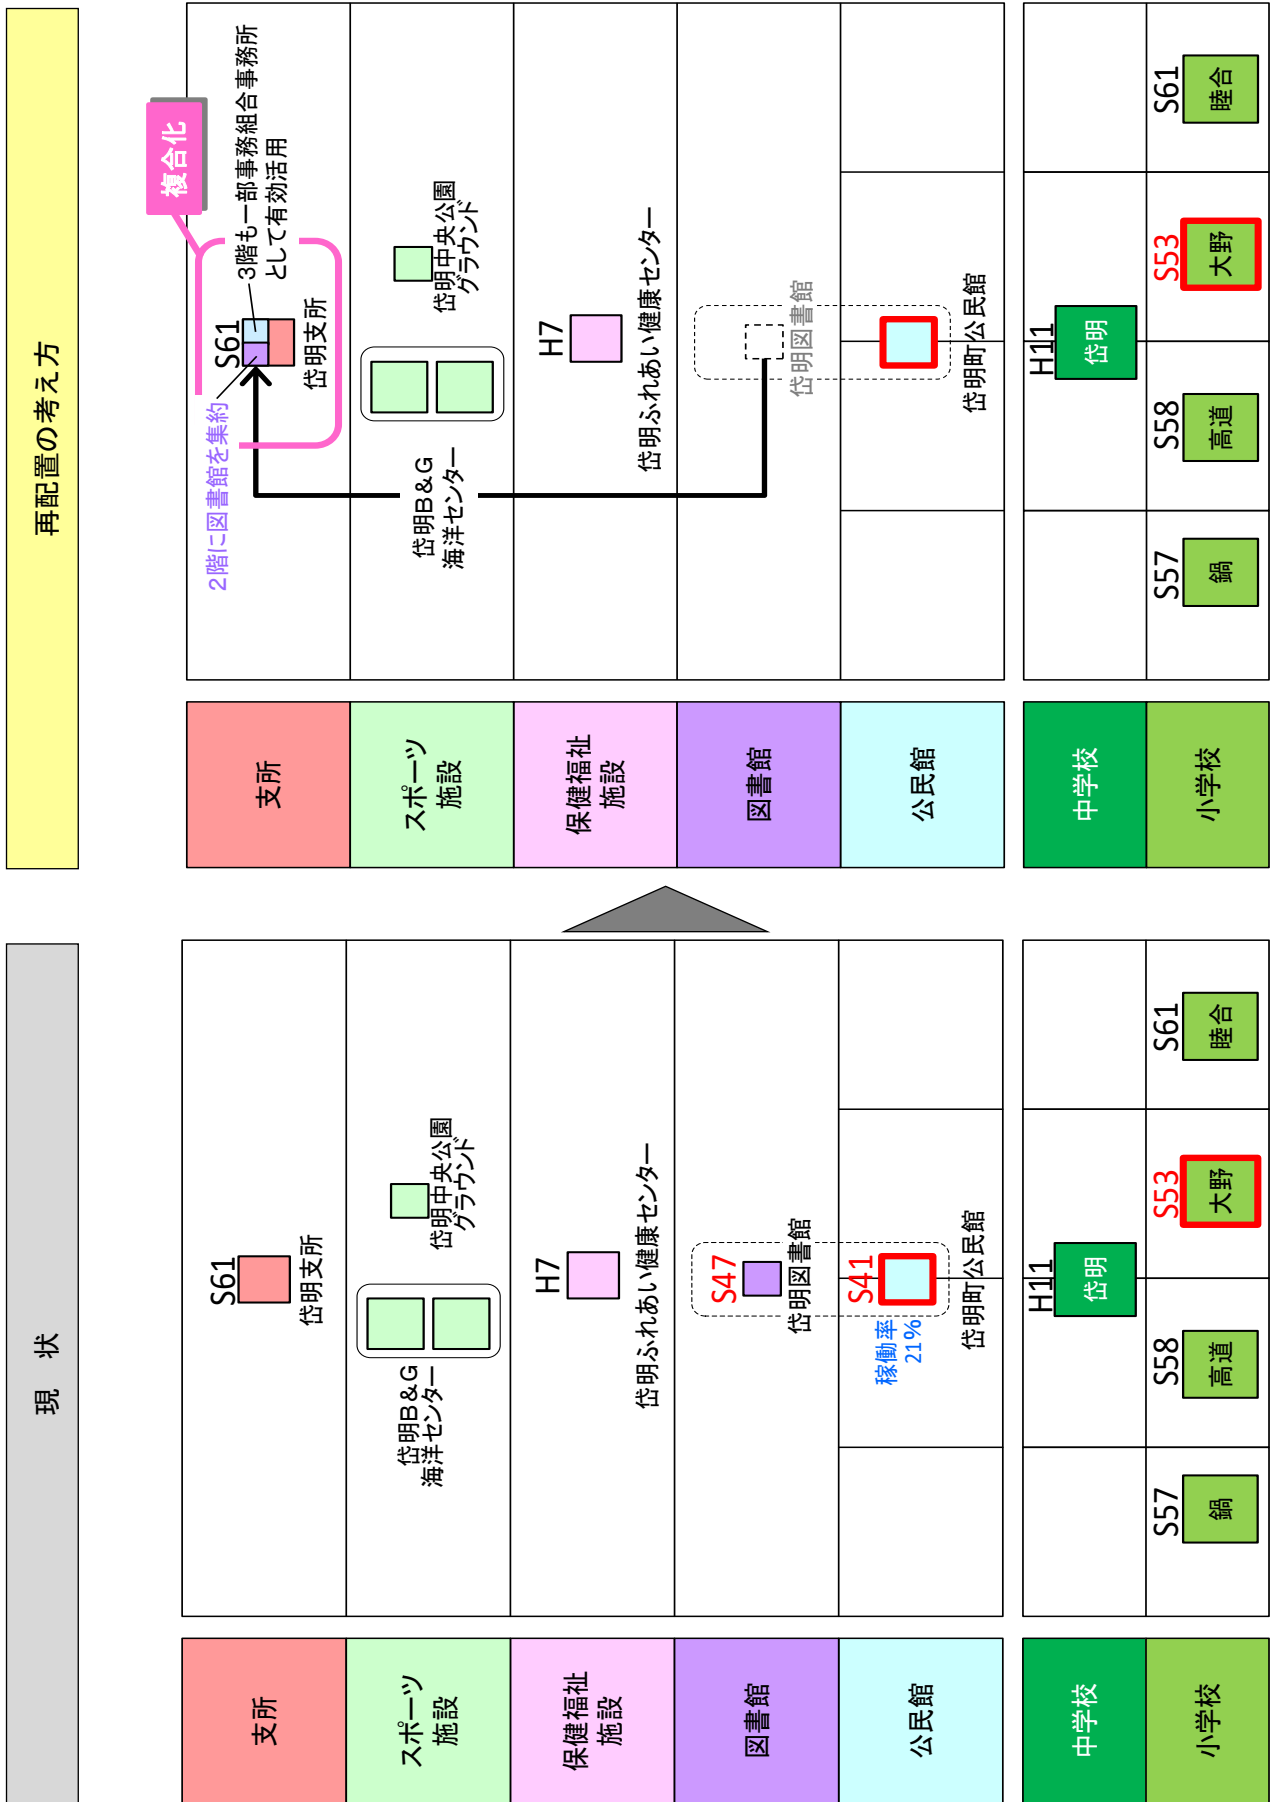 現　状
支所
スポーツ
施設
保健福祉
施設
図書館
公民館
中学校
小学校
S61
岱明支所
岱明B&G
海洋センター
岱明中央公園
グラウンド
H7
岱明ふれあい健康センター
S47
岱明図書館
S41
稼働率
21%
岱明町公民館
H11
岱明
S57
鍋
S58
高道
S53
大野
S61
睦合
再配置の考え方
支所
スポーツ
施設
保健福祉
施設
図書館
公民館
中学校
小学校
複合化
2階に図書館を集約
S61
3階も一部事務組合事務所
として有効活用
岱明支所
岱明B&G
海洋センター
岱明中央公園
グラウンド
H7
岱明ふれあい健康センター
岱明図書館
岱明町公民館
H11
岱明
S57
鍋
S58
高道
S53
大野
S61
睦合